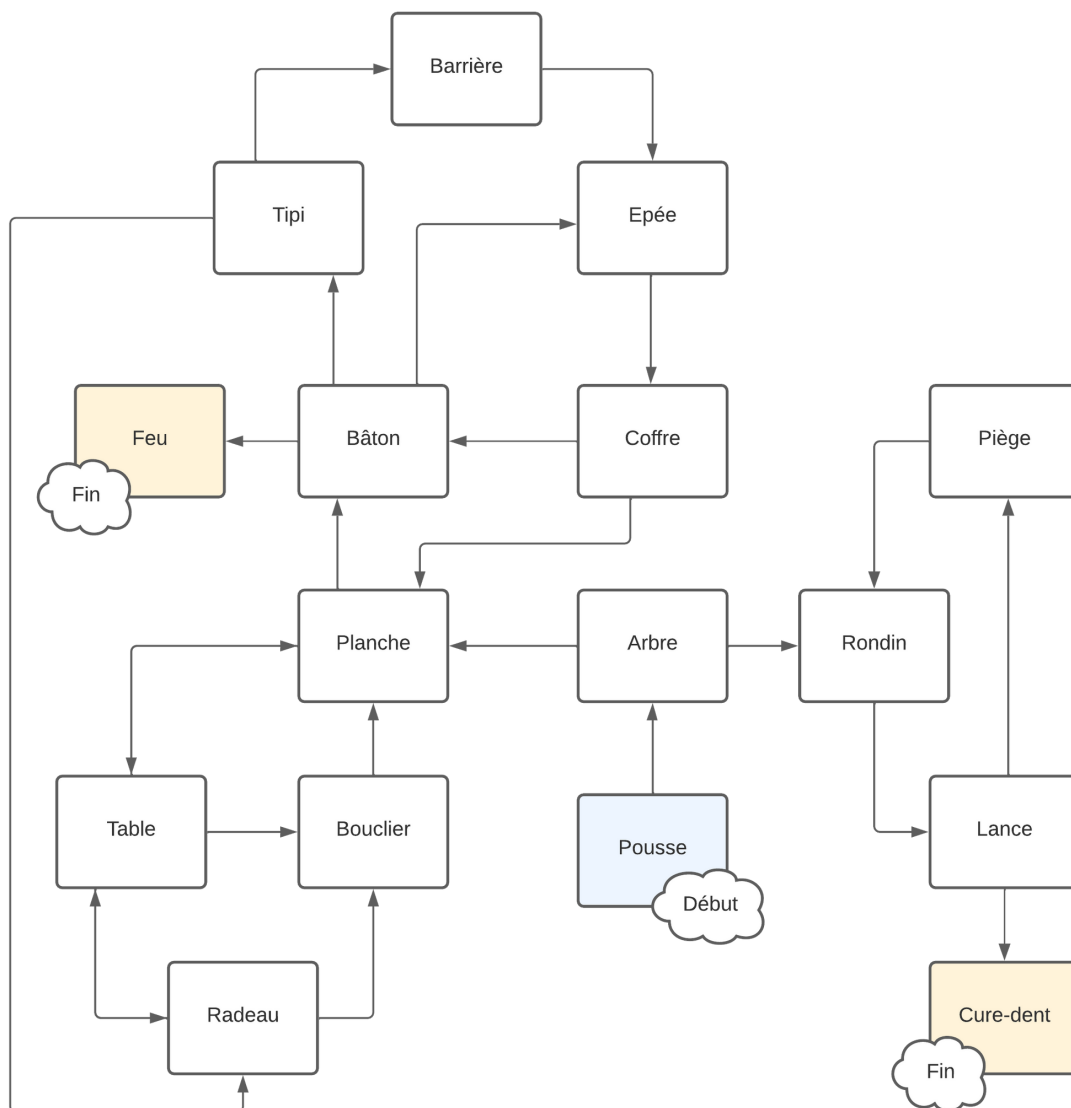 Barrière
Tipi
Epée
Feu
Bâton
Coffre
Piège
Fin
Planche
Arbre
Rondin
Table
Bouclier
Pousse
Lance
Début
Radeau
Cure-dent
Fin